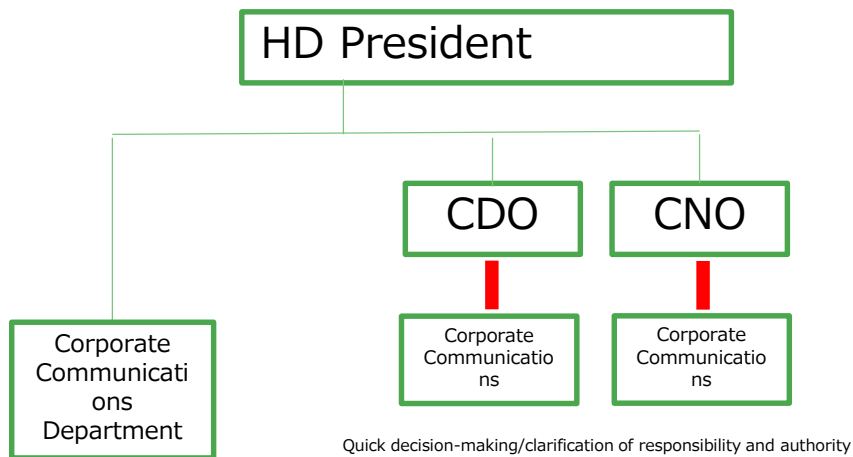 HD President
CDO
CNO
Corporate
Communicati
ons
Department
Corporate
Communicatio
ns
Corporate
Communicatio
ns
Quick decision-making/clarification of responsibility and authority